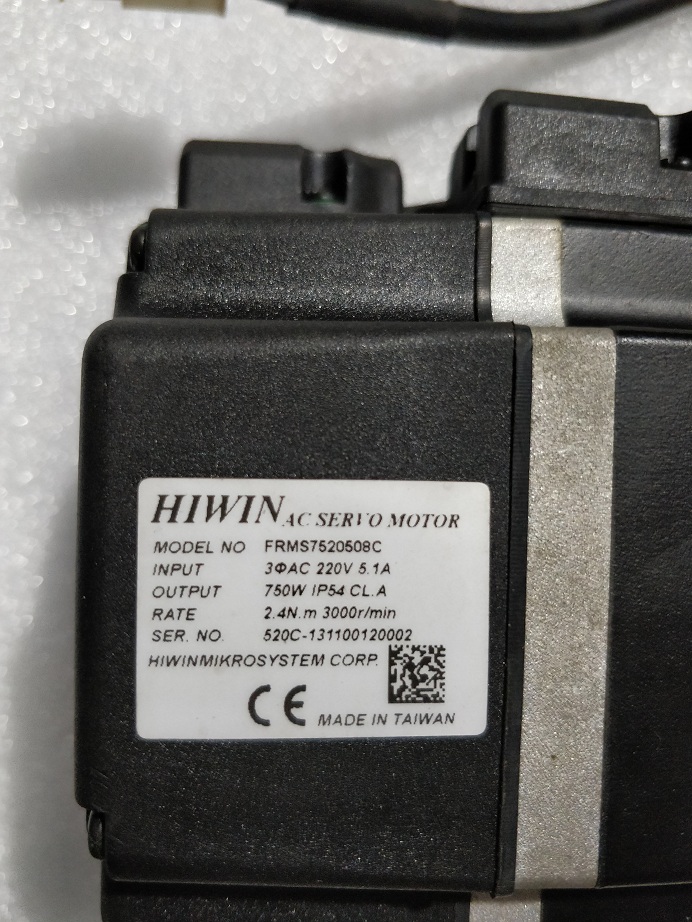 HIWIN AC SERVO MOTOR
MODEL NO FRMS7520508C
INPUT 3ΦAC 220V 5.1A
OUTPUT 750W IP54 CL.A
RATE 2.4N.m 3000r/min
SER. NO. 520C-131100120002
HIWINMIKROSYSTEM CORP.
CE MADE IN TAIWAN